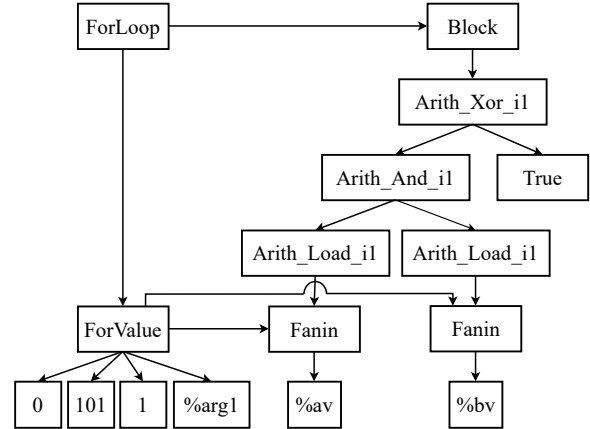 ForLoop
Block
Arith_Xor_i1
Arith_And_i1
True
Arith_Load_i1
Arith_Load_i1
ForValue
Fanin
Fanin
0
101
1
%arg1
%av
%bv